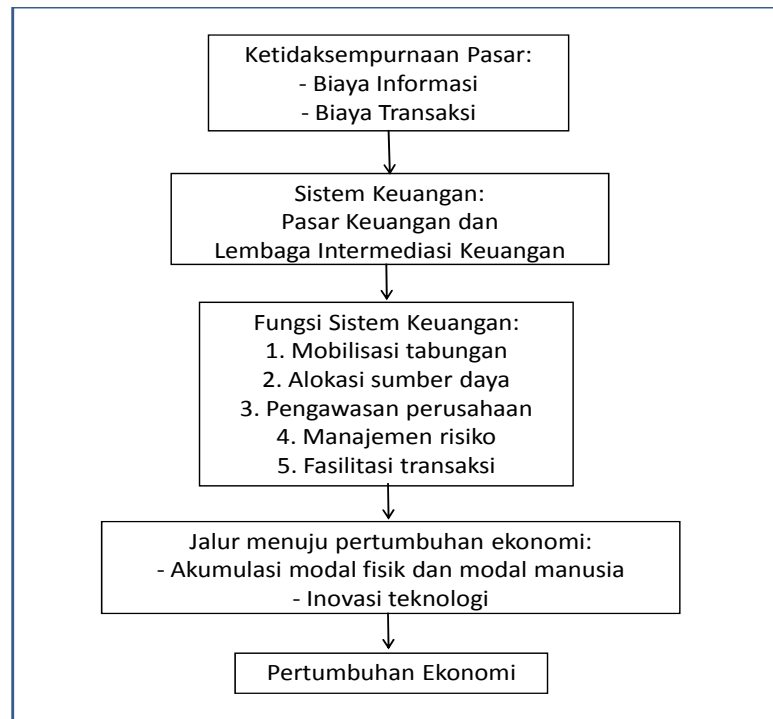 Ketidaksempurnaan Pasar:
- Biaya Informasi
- Biaya Transaksi
Sistem Keuangan:
Pasar Keuangan dan
Lembaga Intermediasi Keuangan
Fungsi Sistem Keuangan:
1. Mobilisasi tabungan
2. Alokasi sumber daya
3. Pengawasan perusahaan
4. Manajemen risiko
5. Fasilitasi transaksi
Jalur menuju pertumbuhan ekonomi:
- Akumulasi modal fisik dan modal manusia
- Inovasi teknologi
Pertumbuhan Ekonomi